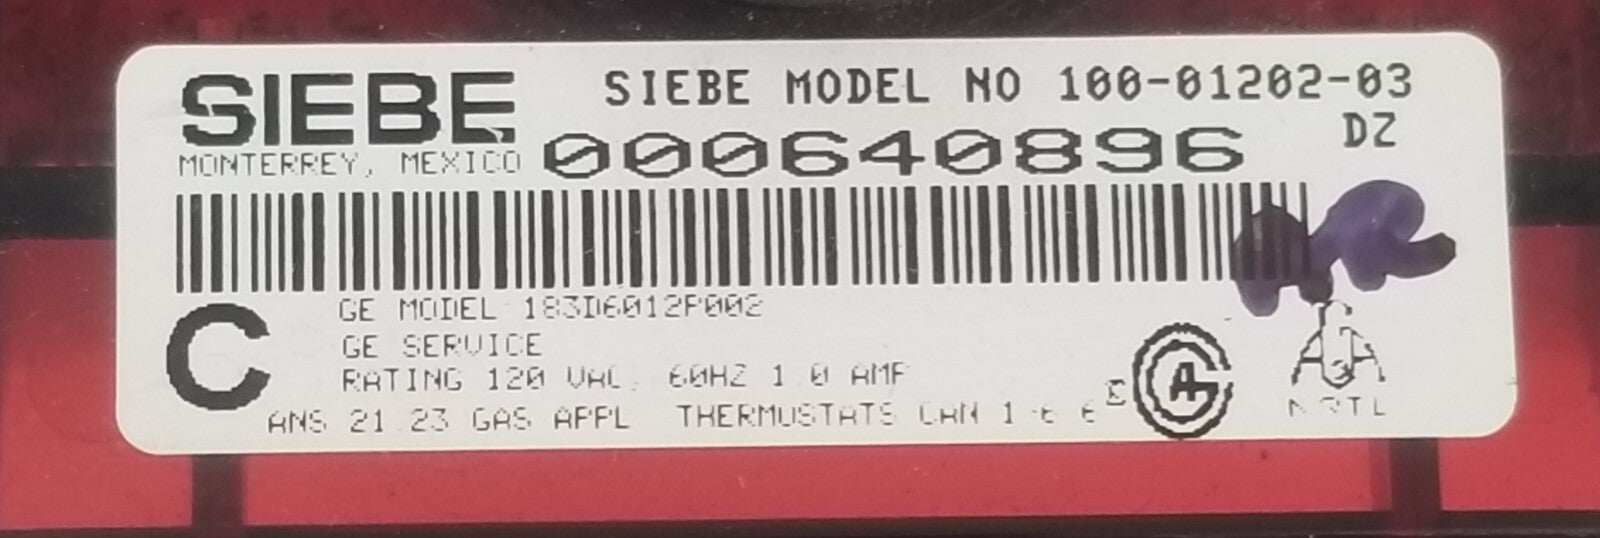 SIEBE
SIEBE MODEL NO 100-01202-03
MONTERREY, MEXICO
000640896
DZ
C
GE MODEL 183D6012P002
GE SERVICE
RATING 120 VAC, 60HZ 1.0 AMP
ANS 21.23 GAS APPL THERMOSTATS CAN 1-6.6